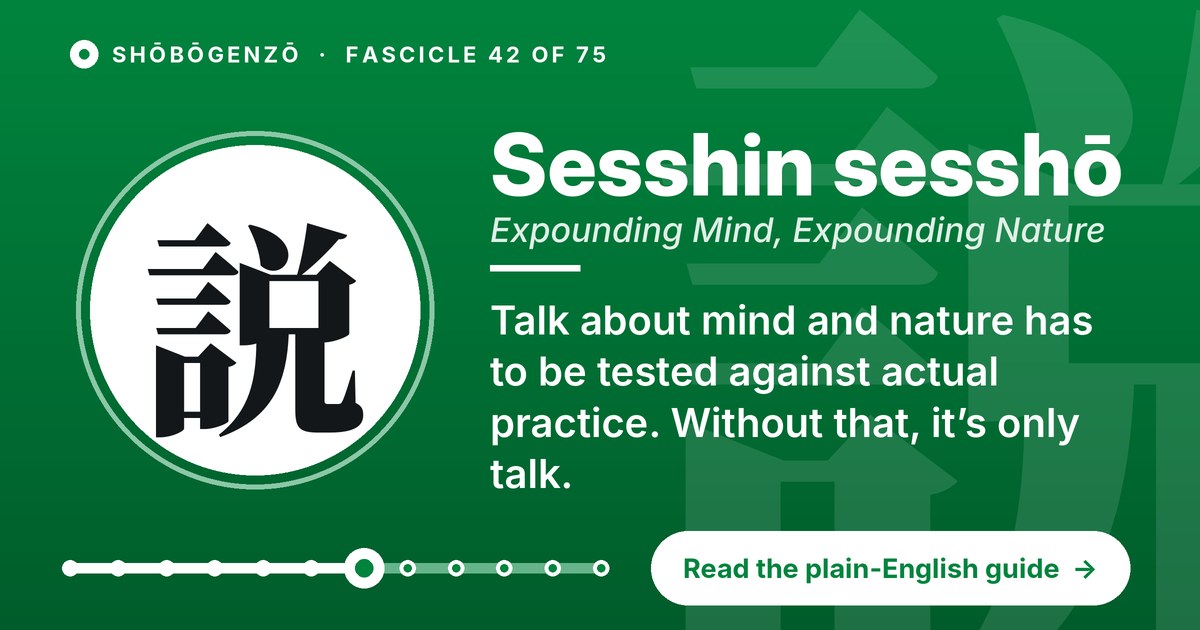 SHŌBŌGENZŌ · FASCICLE 42 OF 75
説
Sesshin sesshō
Expounding Mind, Expounding Nature
Talk about mind and nature has
to be tested against actual
practice. Without that, it’s only
talk.
Read the plain-English guide →